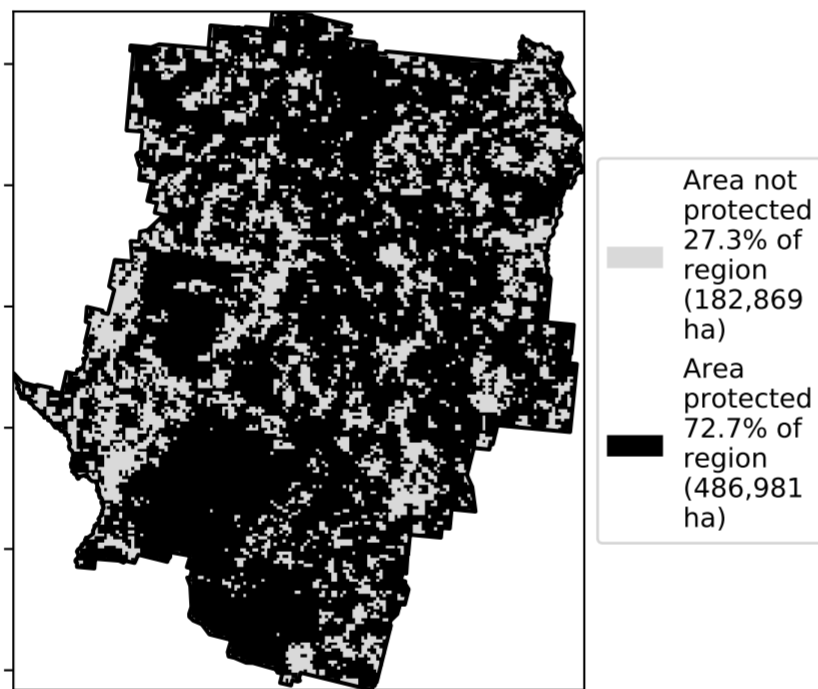 Area not
protected
27.3% of
region
(182,869
ha)
Area
protected
72.7% of
region
(486,981
ha)